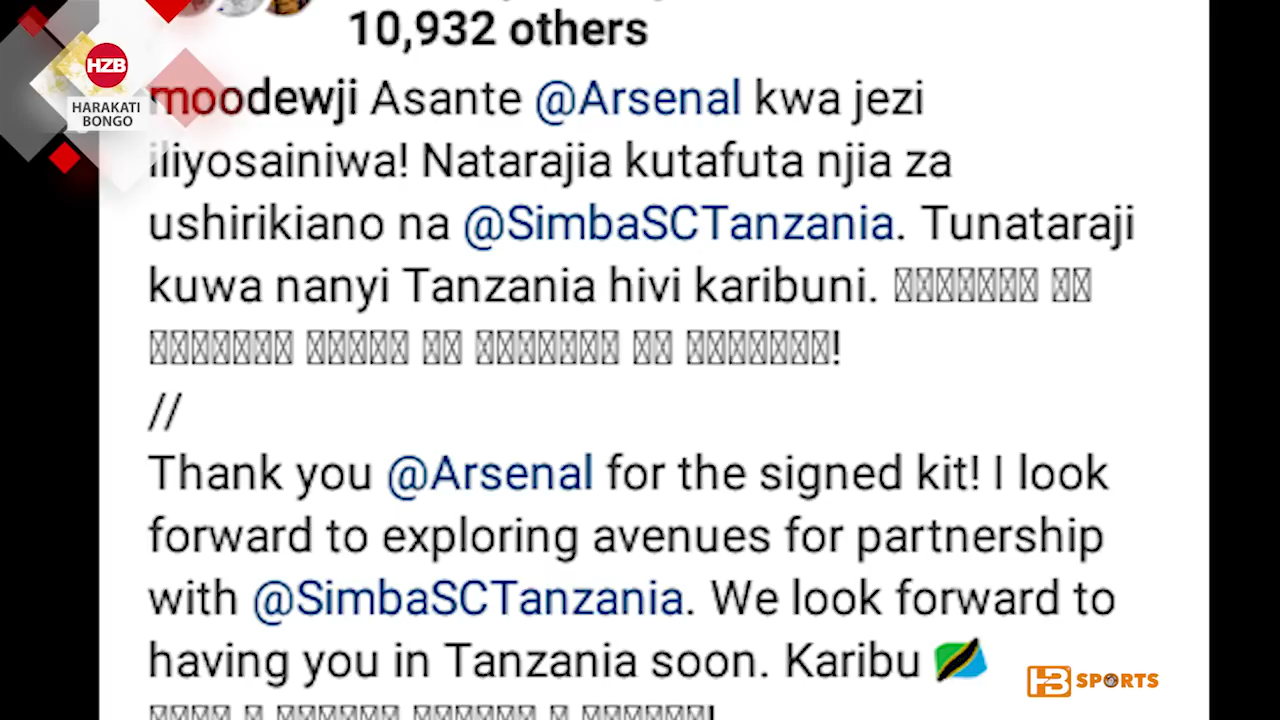 10,932 others
HZB
HARAKATI
BONGO
moodewji Asante @Arsenal kwa jezi
iliyosainiwa! Natarajia kutafuta njia za
ushirikiano na @SimbaSCTanzania. Tunataraji
kuwa nanyi Tanzania hivi karibuni.
//
Thank you @Arsenal for the signed kit! I look
forward to exploring avenues for partnership
with @SimbaSCTanzania. We look forward to
having you in Tanzania soon. Karibu
HB SPORTS